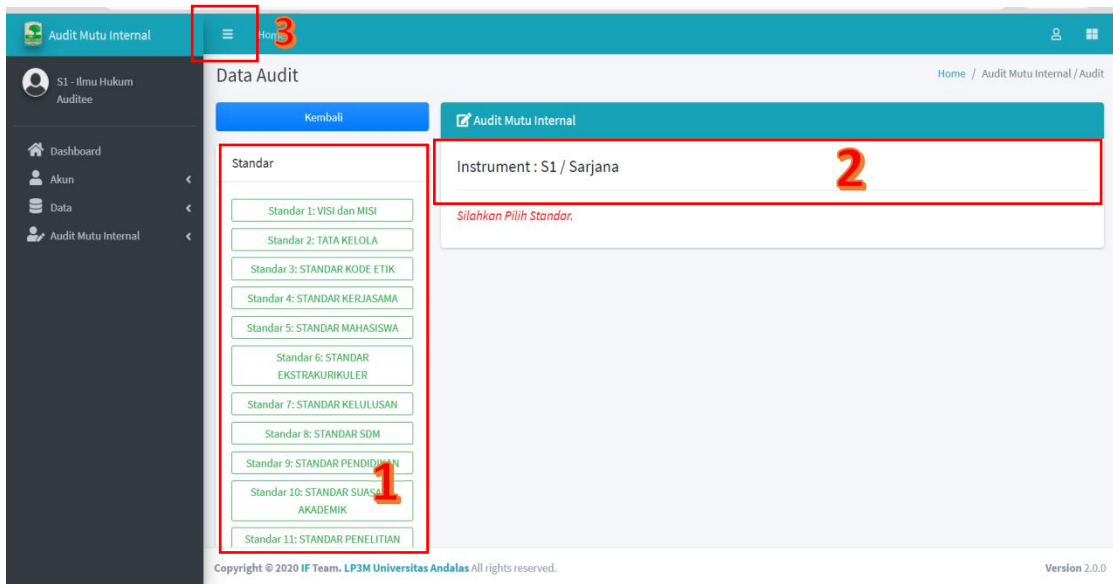 Audit Mutu Internal
Home
3
S1 - Ilmu Hukum
Auditee
Dashboard
Akun
Data
Audit Mutu Internal
Data Audit
Home / Audit Mutu Internal / Audit
Kembali
Standar
Standar 1: VISI dan MISI
Standar 2: TATA KELOLA
Standar 3: STANDAR KODE ETIK
Standar 4: STANDAR KERJASAMA
Standar 5: STANDAR MAHASISWA
Standar 6: STANDAR
EKSTRAKURIKULER
Standar 7: STANDAR KELULUSAN
Standar 8: STANDAR SDM
Standar 9: STANDAR PENDIDIKAN
Standar 10: STANDAR SUASANA
AKADEMIK
Standar 11: STANDAR PENELITIAN
1
Audit Mutu Internal
Instrument : S1 / Sarjana
2
Silahkan Pilih Standar.
Copyright © 2020 IF Team. LP3M Universitas Andalas All rights reserved.
Version 2.0.0